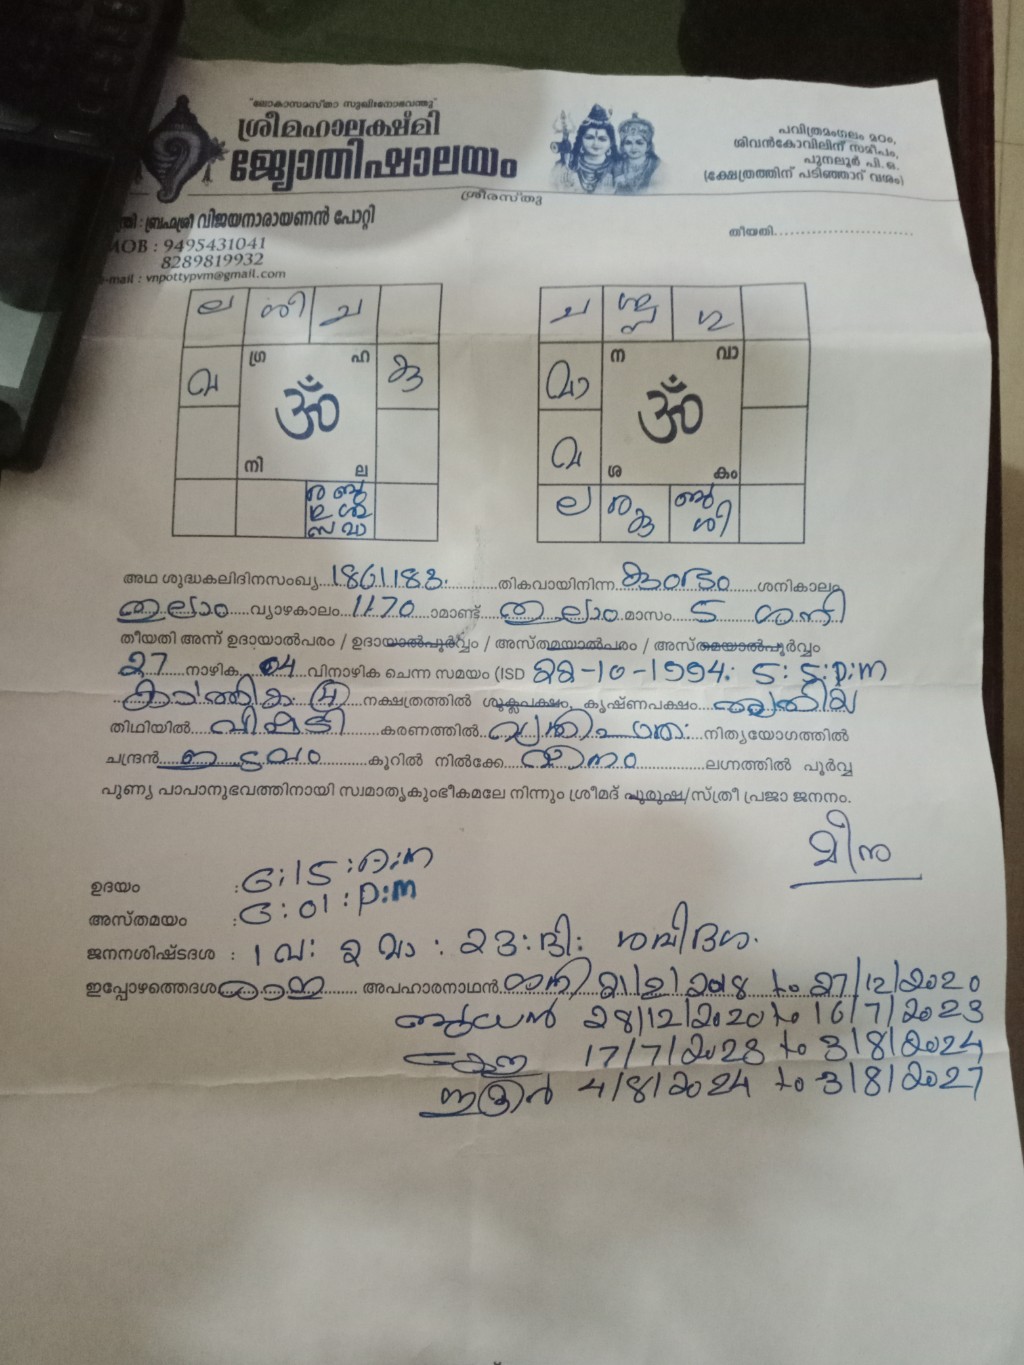 "ലോകാസമസ്താ സുഖിനോഭവന്തു"
ശ്രീമഹാലക്ഷ്മി
ജ്യോതിഷാലയം
പവിത്രമംഗലം മഠം,
ശിവൻകോവിലിന് സമീപം,
പുനലൂർ പി.ഒ.
(ക്ഷേത്രത്തിന് പടിഞ്ഞാറ് വശം)
ശ്രീരസ്തു
ബ്രഹ്മശ്രീ വിജയനാരായണൻ പോറ്റി
തീയതി
MOB : 9495431041
8289819932
e-mail : vnpottypvm@gmail.com
ല ശി ച
ഗ്ര ഹ
വ കു
ॐ
നി ല
ര ബു
ഗു ശു
സ മാ
ച ശു ഗു
ന വാ
മാ
ॐ
വ
ശ കം
ല ര കു ബു ശി
അഥ ശുദ്ധകലിദിനസംഖ്യ 1861183 തികവായിനിന്ന കുംഭം ശനികാലം
തുലാം വ്യാഴകാലം 1170 ാമാണ്ട് തുലാം മാസം 5 ശനി
തീയതി അന്ന് ഉദായാൽപരം / ഉദായാൽപൂർവ്വം / അസ്തമയാൽപരം / അസ്തമയാൽപൂർവ്വം
27 നാഴിക 04 വിനാഴിക ചെന്ന സമയം (ISD 22-10-1994: 5:5:p:m
കാർത്തിക 4 നക്ഷത്രത്തിൽ ശുക്ലപക്ഷം, കൃഷ്ണപക്ഷം തൃതീയ
തിഥിയിൽ വിഷ്ടി കരണത്തിൽ വ്യതീപാത: നിത്യയോഗത്തിൽ
ചന്ദ്രൻ ഇടവം കൂറിൽ നിൽക്കേ മീനം ലഗ്നത്തിൽ പൂർവ്വ
പുണ്യ പാപാനുഭവത്തിനായി സ്വമാതൃകുംഭീകമലേ നിന്നും ശ്രീമദ് പുരുഷ/സ്ത്രീ പ്രജാ ജനനം.
മീന
ഉദയം : 6:15:A:m
അസ്തമയം : 6:01:p:m
ജനനശിഷ്ടദശ : 1 വ: 2 മാ: 23: ദി: രവിദശ.
ഇപ്പോഴത്തെദശ രാഹു അപഹാരനാഥൻ ശനി 21/2/2018 to 27/12/2020
ബുധൻ 28/12/2020 to 16/7/2023
കേതു 17/7/2023 to 3/8/2024
ശുക്രൻ 4/8/2024 to 3/8/2027